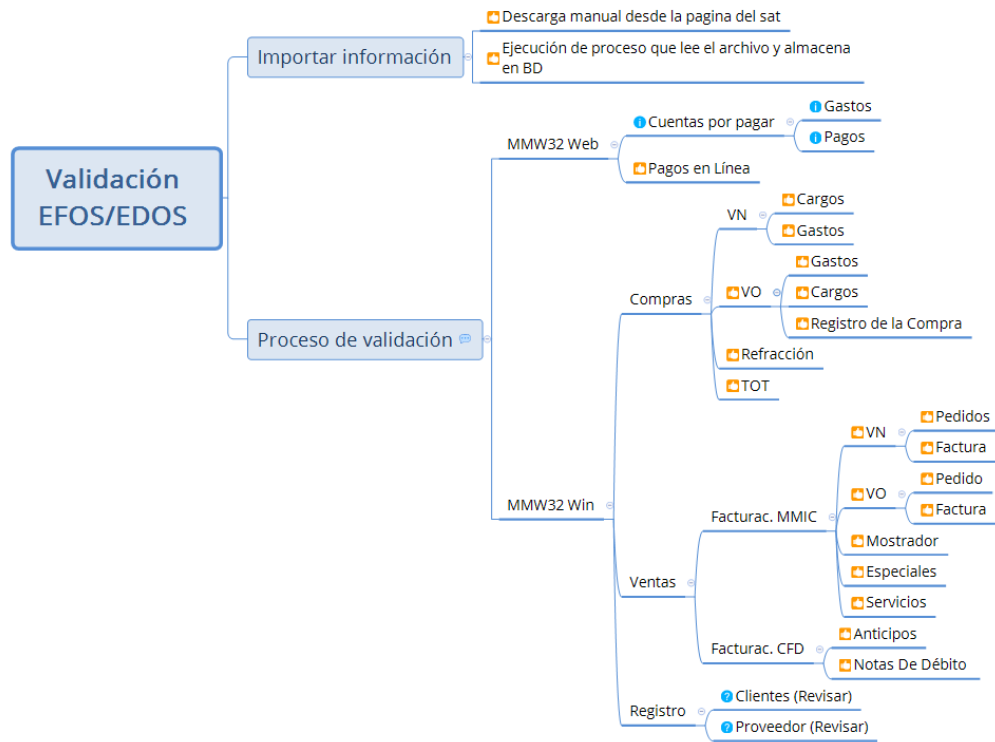 Validación
EFOS/EDOS
Importar información
Descarga manual desde la pagina del sat
Ejecución de proceso que lee el archivo y almacena
en BD
Proceso de validación
MMW32 Web
Cuentas por pagar
Gastos
Pagos
Pagos en Línea
MMW32 Win
Compras
VN
Cargos
Gastos
VO
Gastos
Cargos
Registro de la Compra
Refracción
TOT
Ventas
Facturac. MMIC
VN
Pedidos
Factura
VO
Pedido
Factura
Mostrador
Especiales
Servicios
Facturac. CFD
Anticipos
Notas De Débito
Registro
Clientes (Revisar)
Proveedor (Revisar)